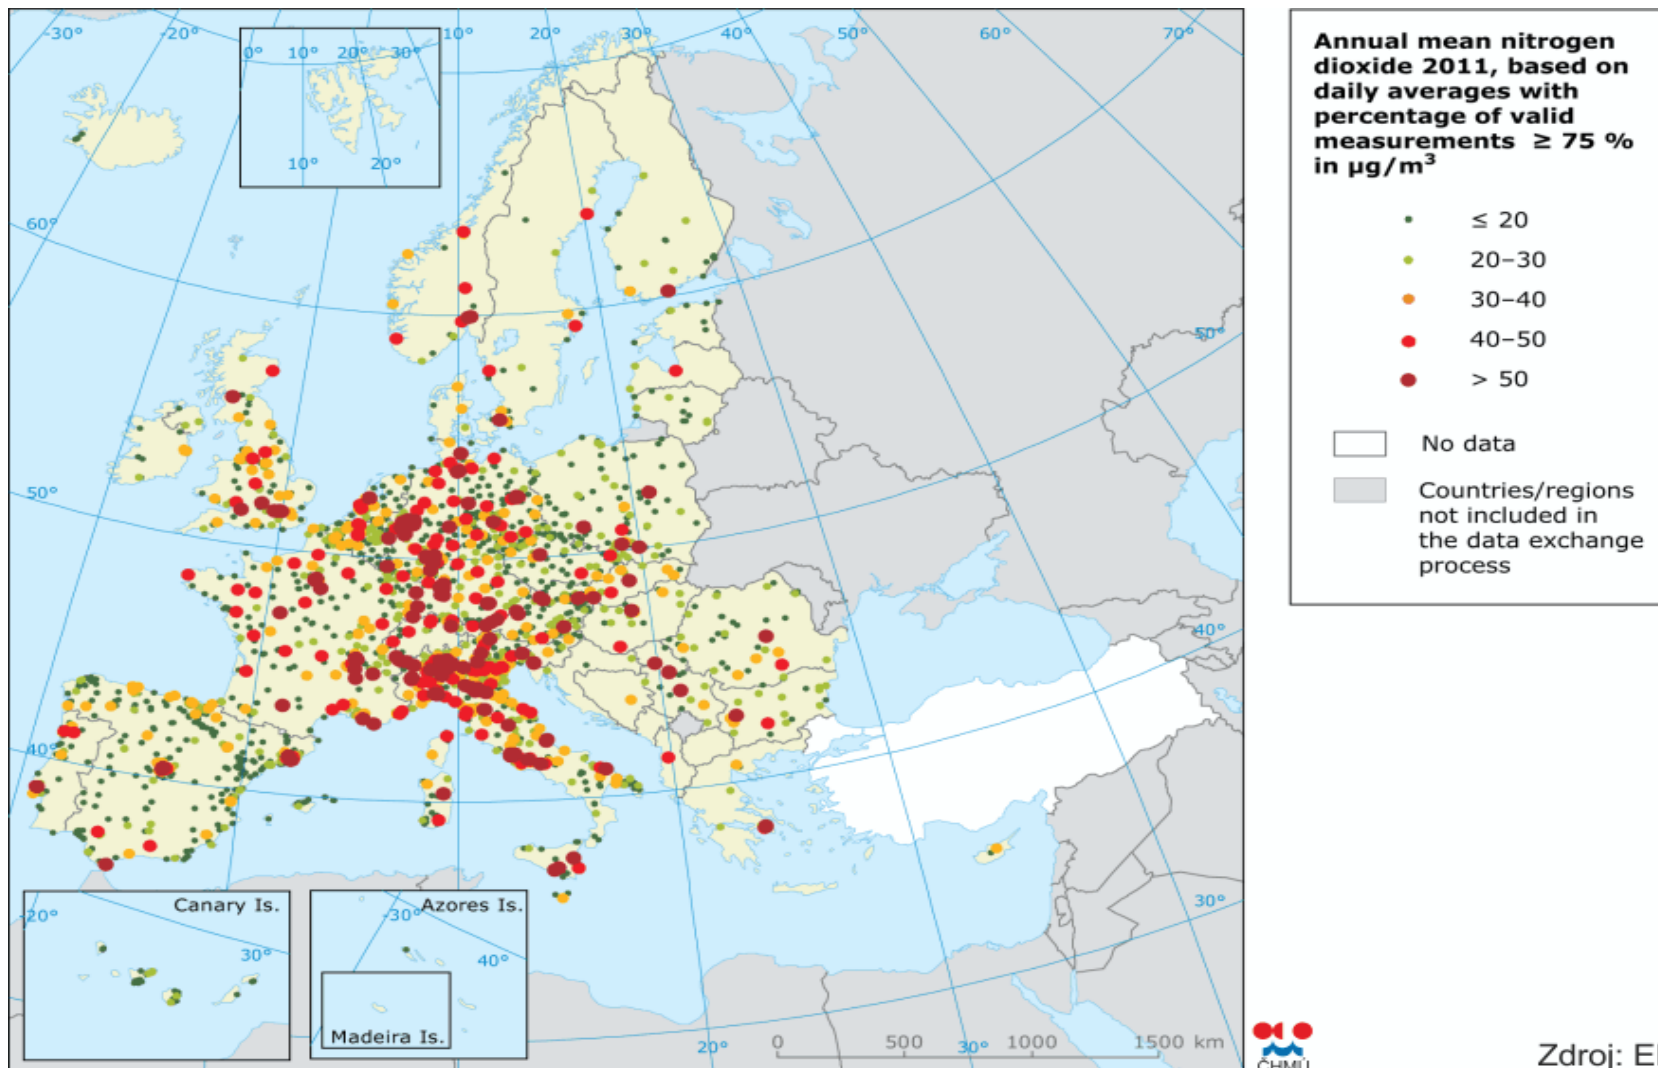 -30°
-20°
0°
10°
20°
30°
10°
20°
10°
20°
30°
40°
50°
60°
70°
60°
50°
40°
50°
40°
30°
Canary Is.
-20°
30°
Azores Is.
-30°
40°
Madeira Is.
20°
30°
0
500
1000
1500 km
Annual mean nitrogen
dioxide 2011, based on
daily averages with
percentage of valid
measurements ≥ 75 %
in µg/m³
≤ 20
20–30
30–40
40–50
> 50
No data
Countries/regions
not included in
the data exchange
process
ČHMÚ
Zdroj: